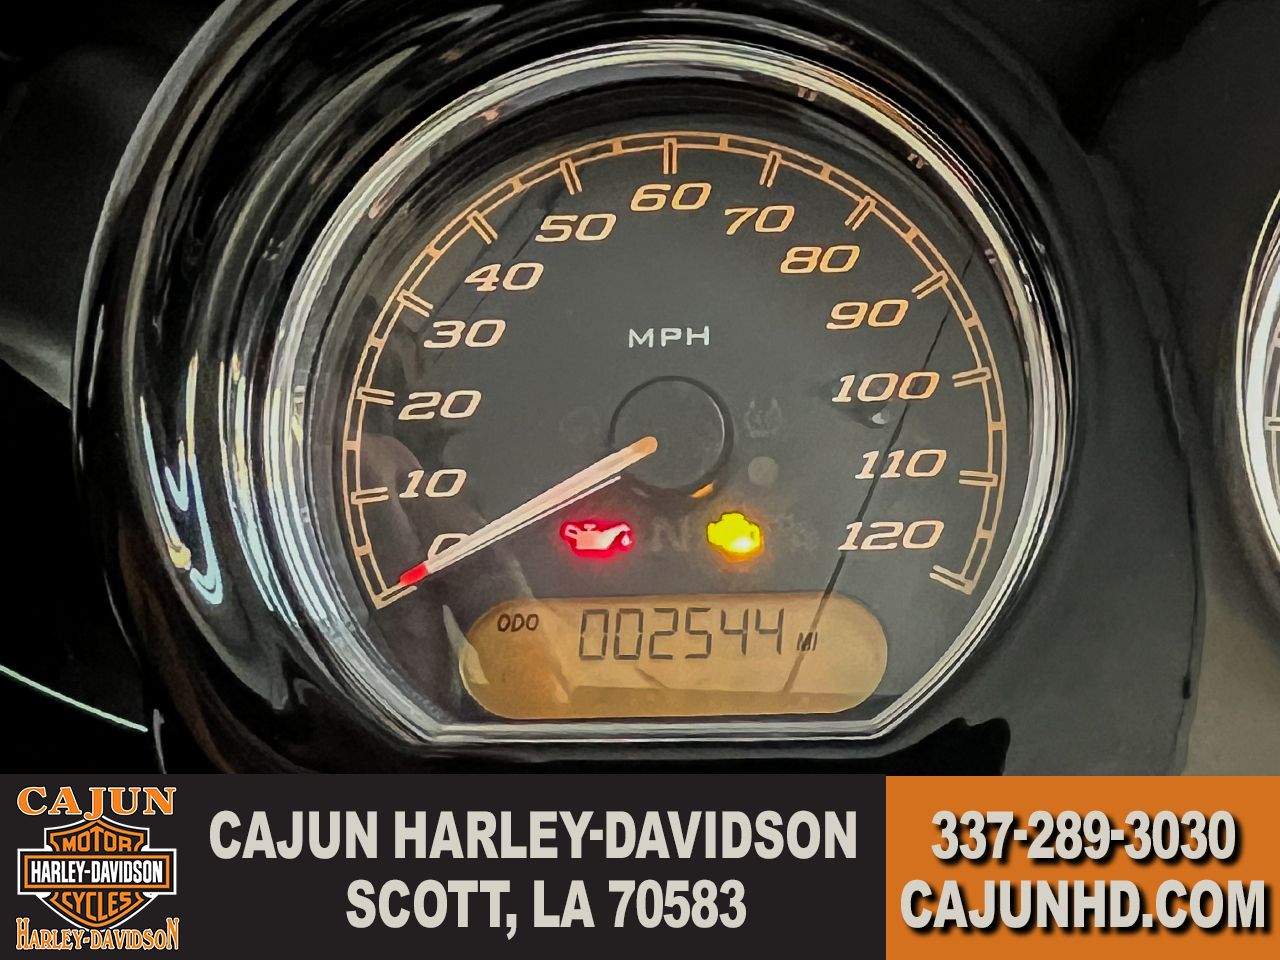 60
50
70
40
80
30
90
MPH
20
100
10
110
0
120
N
ODO 002544 MI
CAJUN
MOTOR
HARLEY-DAVIDSON
CYCLES
HARLEY-DAVIDSON
CAJUN HARLEY-DAVIDSON
SCOTT, LA 70583
337-289-3030
CAJUNHD.COM